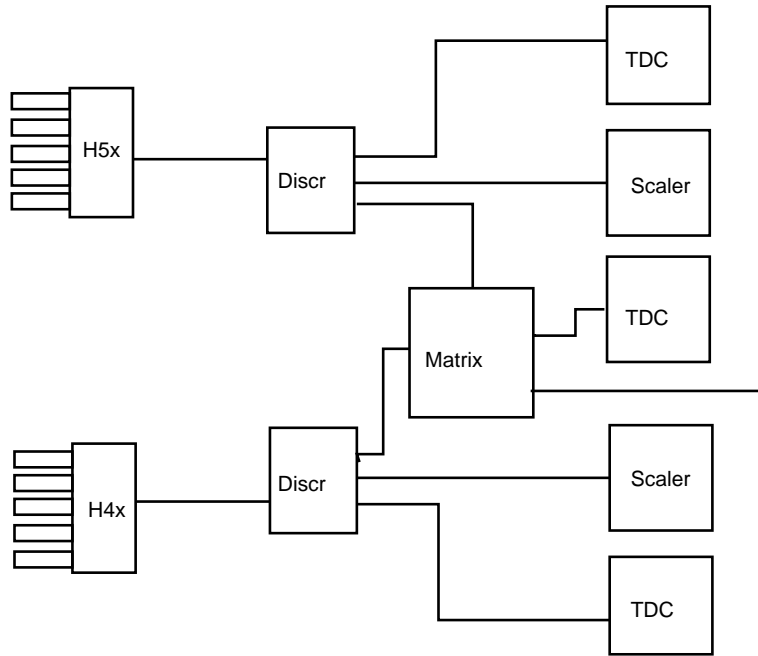 TDC
H5x
Discr
Scaler
TDC
Matrix
Discr
Scaler
H4x
TDC